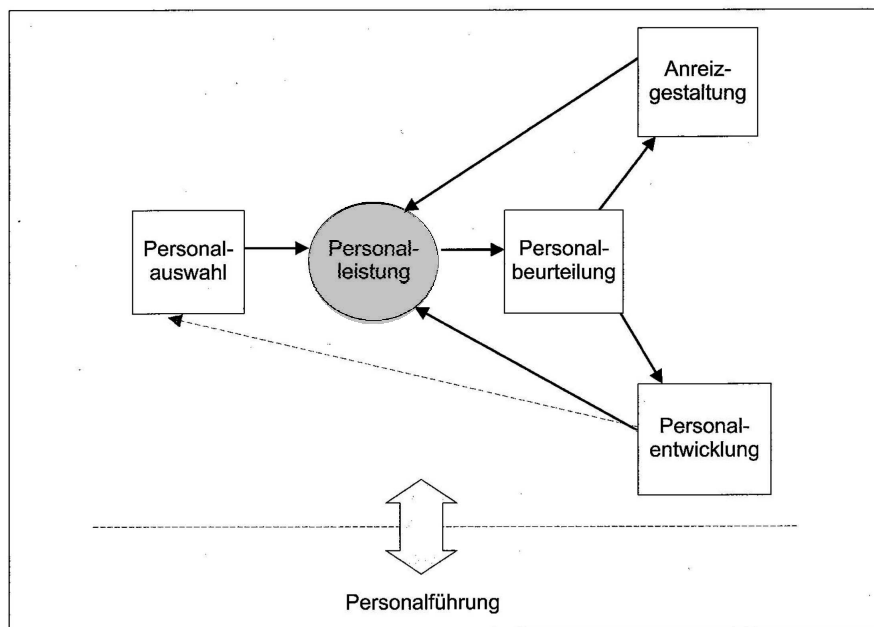 Anreiz-
gestaltung
Personal-
auswahl
Personal-
leistung
Personal-
beurteilung
Personal-
entwicklung
Personalführung